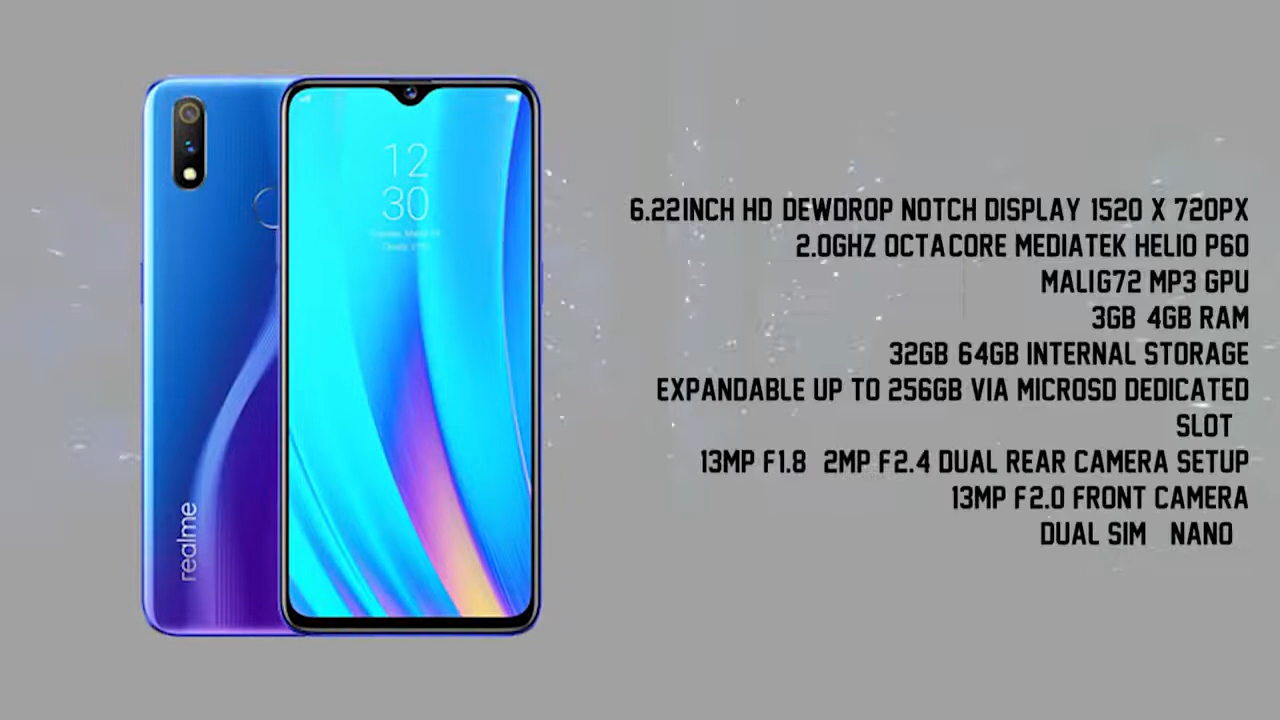 12
30
realme
6.22INCH HD DEWDROP NOTCH DISPLAY 1520 X 720PX
2.0GHZ OCTACORE MEDIATEK HELIO P60
MALIG72 MP3 GPU
3GB 4GB RAM
32GB 64GB INTERNAL STORAGE
EXPANDABLE UP TO 256GB VIA MICROSD DEDICATED
SLOT
13MP F1.8 2MP F2.4 DUAL REAR CAMERA SETUP
13MP F2.0 FRONT CAMERA
DUAL SIM NANO